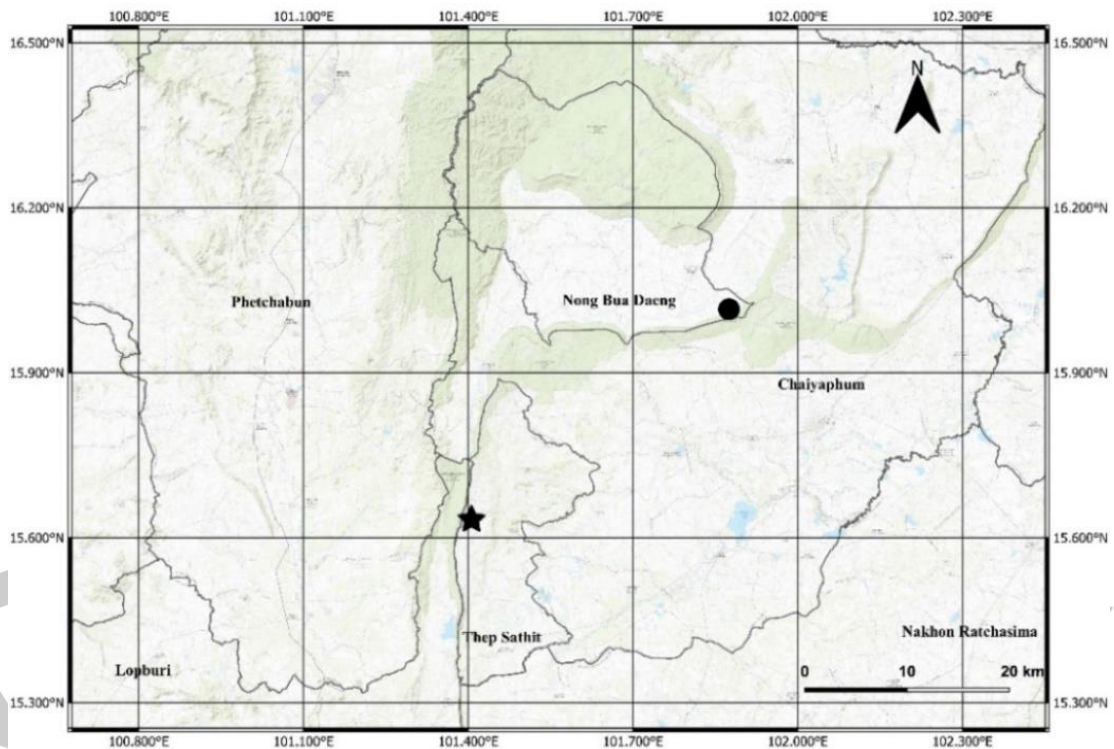 100.800°E 101.100°E 101.400°E 101.700°E 102.000°E 102.300°E
16.500°N 16.500°N
N
16.200°N 16.200°N
Phetchabun Nong Bua Daeng
15.900°N 15.900°N
Chaiyaphum
15.600°N 15.600°N
Thep Sathit Nakhon Ratchasima
Lopburi 0 10 20 km
15.300°N 15.300°N
100.800°E 101.100°E 101.400°E 101.700°E 102.000°E 102.300°E